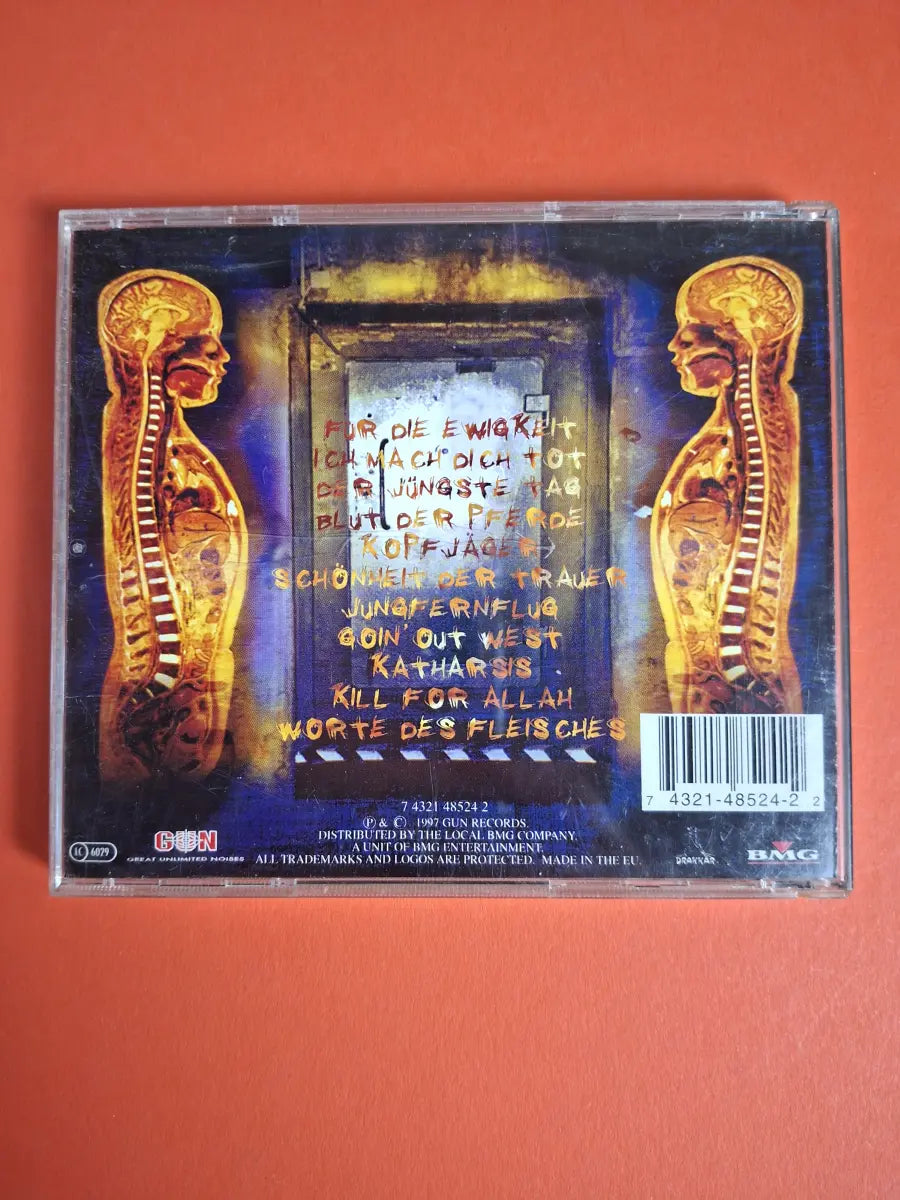 FÜR DIE EWIGKEIT
ICH MACH DICH TOT
DER JÜNGSTE TAG
BLUT DER PFERDE
KOPFJÄGER
SCHÖNHEIT DER TRAUER
JUNGFERNFLUG
GOIN' OUT WEST
KATHARSIS
KILL FOR ALLAH
WORTE DES FLEISCHES
7 4321-48524-2 2
7 4321 48524 2
Ⓟ & © 1997 GUN RECORDS.
DISTRIBUTED BY THE LOCAL BMG COMPANY.
A UNIT OF BMG ENTERTAINMENT.
ALL TRADEMARKS AND LOGOS ARE PROTECTED. MADE IN THE EU.
LC 6079
GUN
GREAT UNLIMITED NOISES
DRAKKAR
BMG